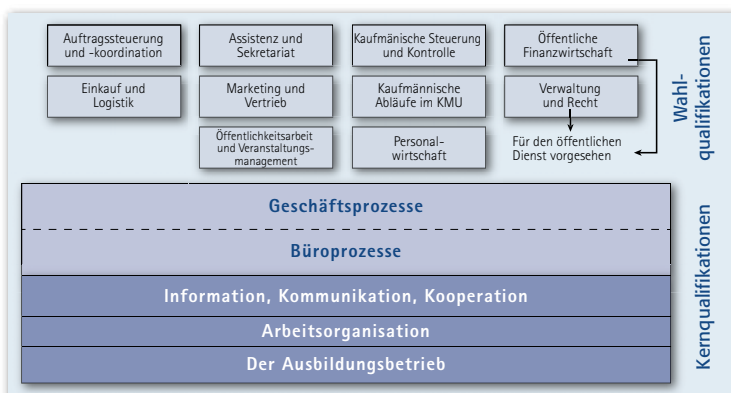 Auftragssteuerung
und -koordination
Assistenz und
Sekretariat
Kaufmänische Steuerung
und Kontrolle
Öffentliche
Finanzwirtschaft
Einkauf und
Logistik
Marketing und
Vertrieb
Kaufmännische
Abläufe im KMU
Verwaltung
und Recht
Öffentlichkeitsarbeit
und Veranstaltungs-
management
Personal-
wirtschaft
Für den öffentlichen
Dienst vorgesehen
Wahl-
qualifikationen
Geschäftsprozesse
Büroprozesse
Information, Kommunikation, Kooperation
Arbeitsorganisation
Der Ausbildungsbetrieb
Kernqualifikationen